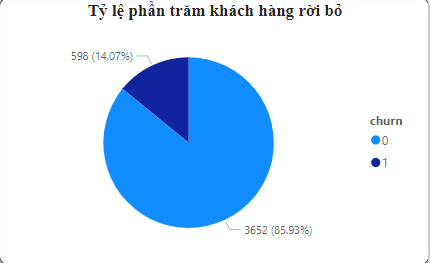 Tỷ lệ phần trăm khách hàng rời bỏ
598 (14.07%)
churn
0
1
3652 (85.93%)